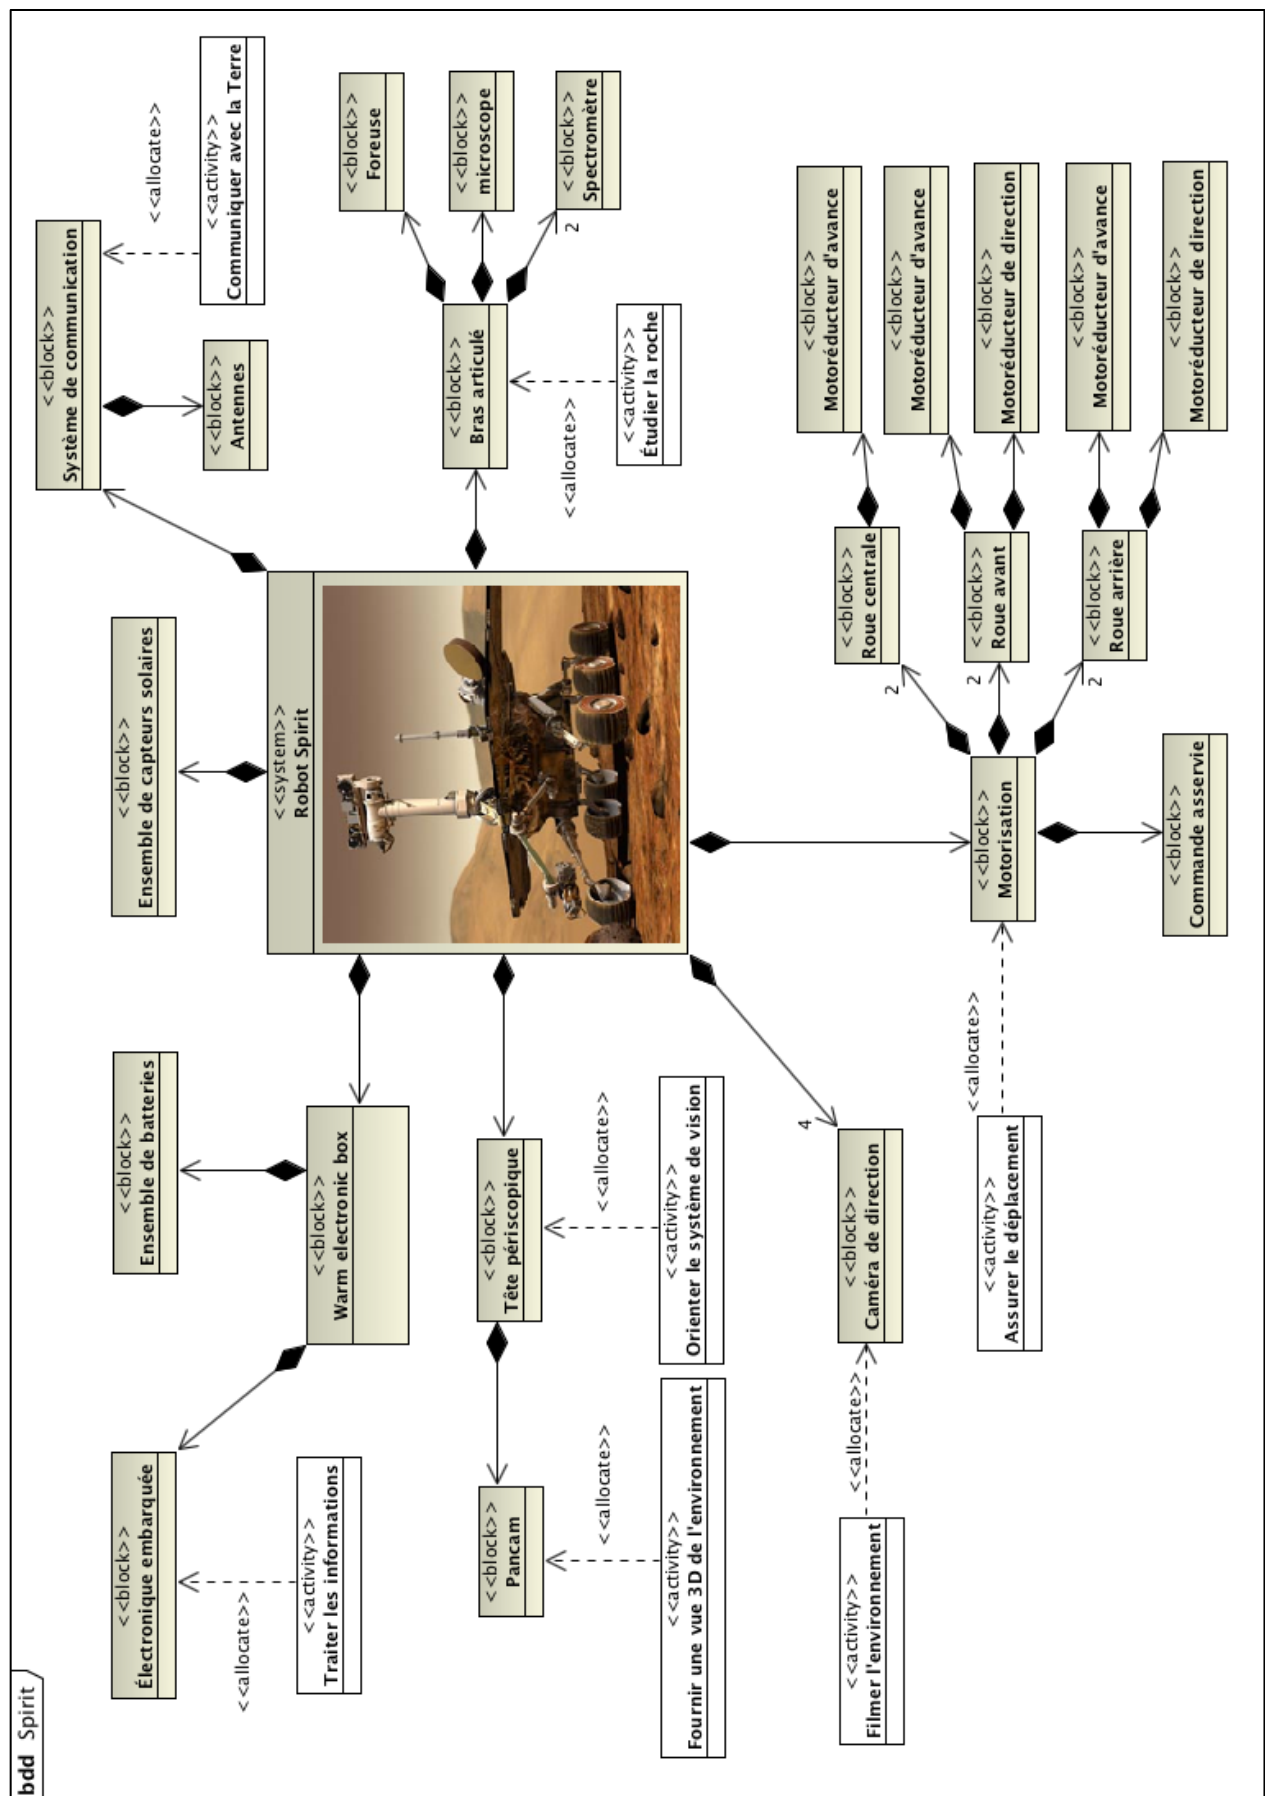 bdd Spirit
<<block>>
Électronique embarquée
<<block>>
Ensemble de batteries
<<block>>
Ensemble de capteurs solaires
<<block>>
Système de communication
<<allocate>>
<<activity>>
Traiter les informations
<<block>>
Warm electronic box
<<system>>
Robot Spirit
<<block>>
Antennes
<<allocate>>
<<activity>>
Communiquer avec la Terre
<<block>>
Pancam
<<block>>
Tête périscopique
<<block>>
Bras articulé
<<block>>
Foreuse
<<block>>
microscope
<<block>>
Spectromètre
2
<<allocate>>
<<allocate>>
<<allocate>>
<<activity>>
Fournir une vue 3D de l'environnement
<<activity>>
Orienter le système de vision
<<activity>>
Étudier la roche
<<activity>>
Filmer l'environnement
<<allocate>>
4
<<block>>
Caméra de direction
<<activity>>
Assurer le déplacement
<<allocate>>
<<block>>
Motorisation
2
2
2
<<block>>
Roue centrale
<<block>>
Roue avant
<<block>>
Roue arrière
<<block>>
Motoréducteur d'avance
<<block>>
Motoréducteur d'avance
<<block>>
Motoréducteur de direction
<<block>>
Motoréducteur d'avance
<<block>>
Motoréducteur de direction
<<block>>
Commande asservie